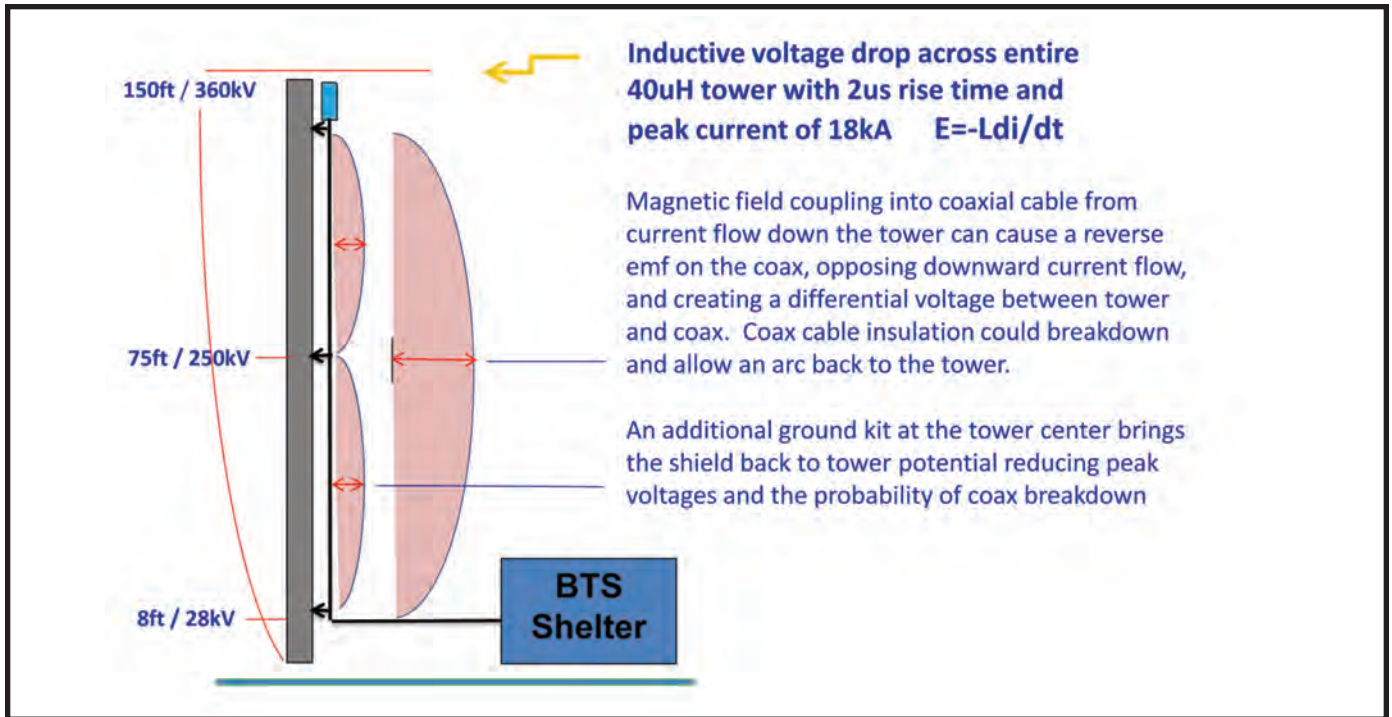 Inductive voltage drop across entire
40uH tower with 2us rise time and
peak current of 18kA E=-Ldi/dt
150ft / 360kV
Magnetic field coupling into coaxial cable from
current flow down the tower can cause a reverse
emf on the coax, opposing downward current flow,
and creating a differential voltage between tower
and coax. Coax cable insulation could breakdown
and allow an arc back to the tower.
75ft / 250kV
An additional ground kit at the tower center brings
the shield back to tower potential reducing peak
voltages and the probability of coax breakdown
8ft / 28kV
BTS
Shelter